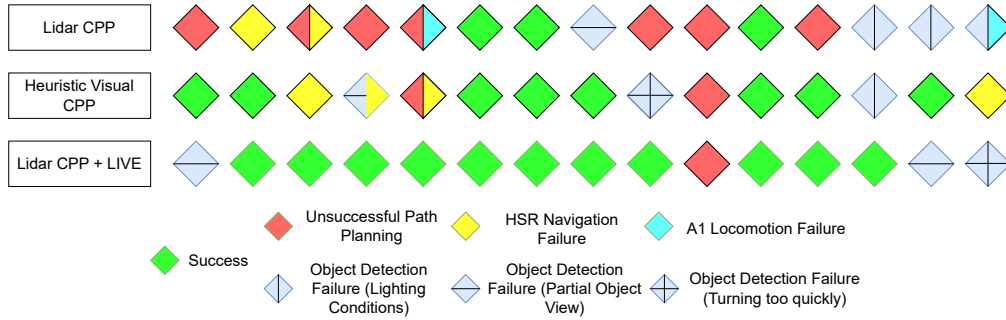 Lidar CPP
Heuristic Visual
CPP
Lidar CPP + LIVE
Unsuccessful Path
Planning
HSR Navigation
Failure
A1 Locomotion Failure
Success
Object Detection
Failure (Lighting
Conditions)
Object Detection
Failure (Partial Object
View)
Object Detection Failure
(Turning too quickly)